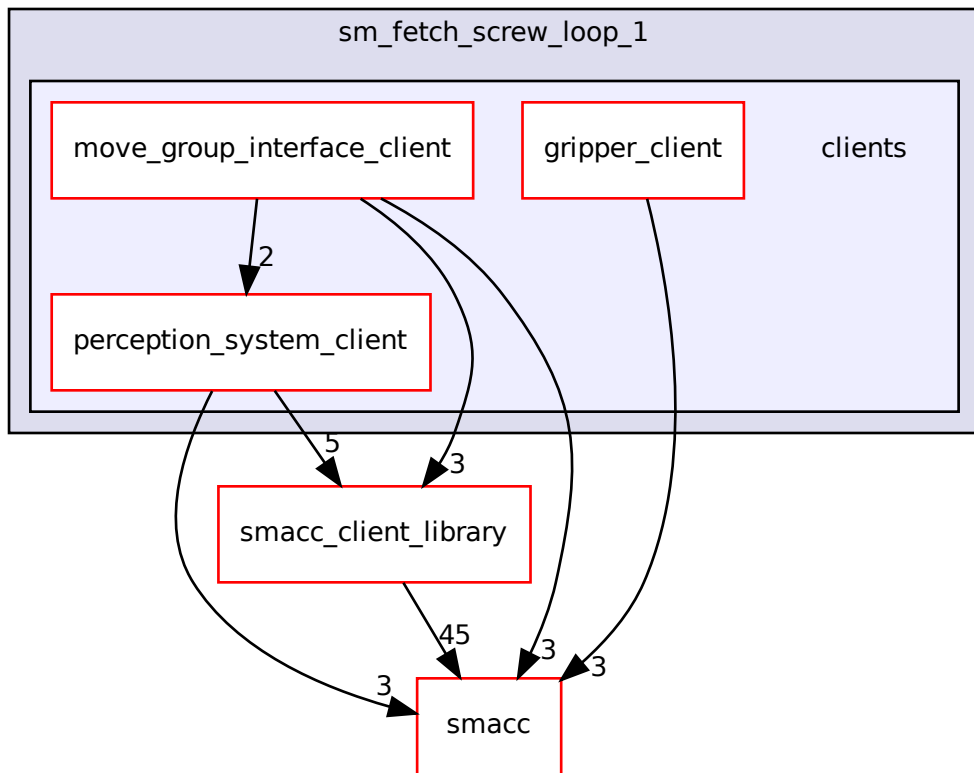 sm_fetch_screw_loop_1
move_group_interface_client
gripper_client
clients
2
perception_system_client
5
3
smacc_client_library
45
3
3
3
smacc